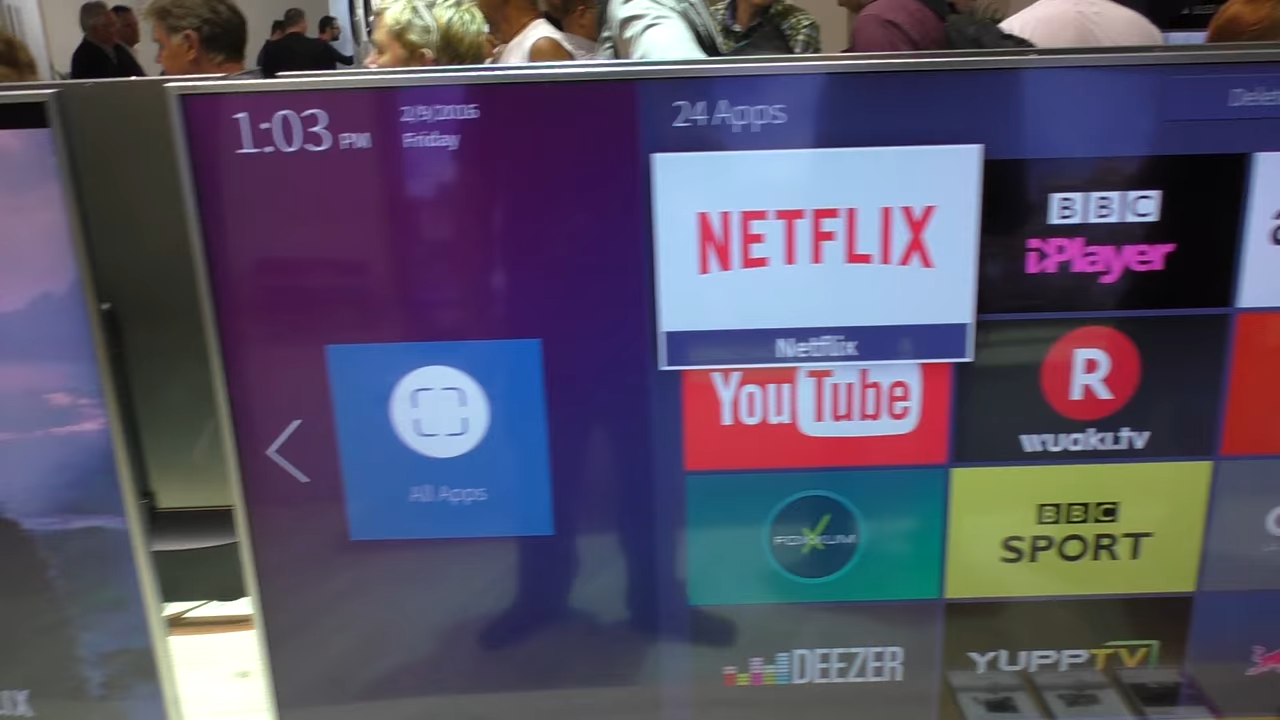 1:03 PM
2/9/2016
Friday
24 Apps
NETFLIX
Netflix
BBC
iPlayer
YouTube
R
wuaki.tv
All Apps
FOXXUM
BBC
SPORT
DEEZER
YUPPTV